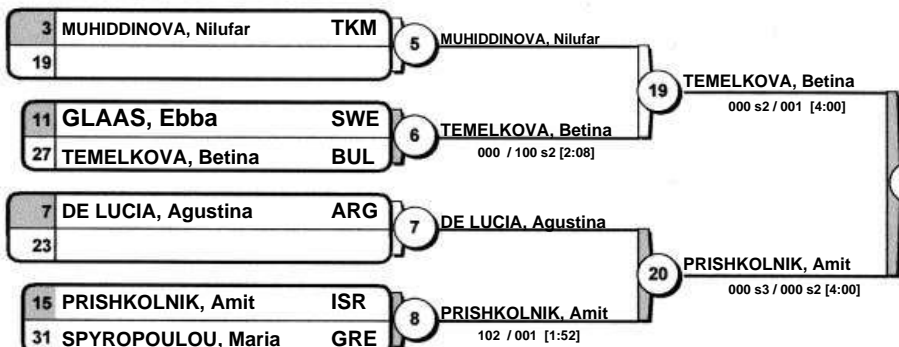 3 MUHIDDINOVA, Nilufar TKM
19
5
MUHIDDINOVA, Nilufar
11 GLAAS, Ebba SWE
27 TEMELKOVA, Betina BUL
6
TEMELKOVA, Betina
000 / 100 s2 [2:08]
19
TEMELKOVA, Betina
000 s2 / 001 [4:00]
7 DE LUCIA, Agustina ARG
23
7
DE LUCIA, Agustina
15 PRISHKOLNIK, Amit ISR
31 SPYROPOULOU, Maria GRE
8
PRISHKOLNIK, Amit
102 / 001 [1:52]
20
PRISHKOLNIK, Amit
000 s3 / 000 s2 [4:00]